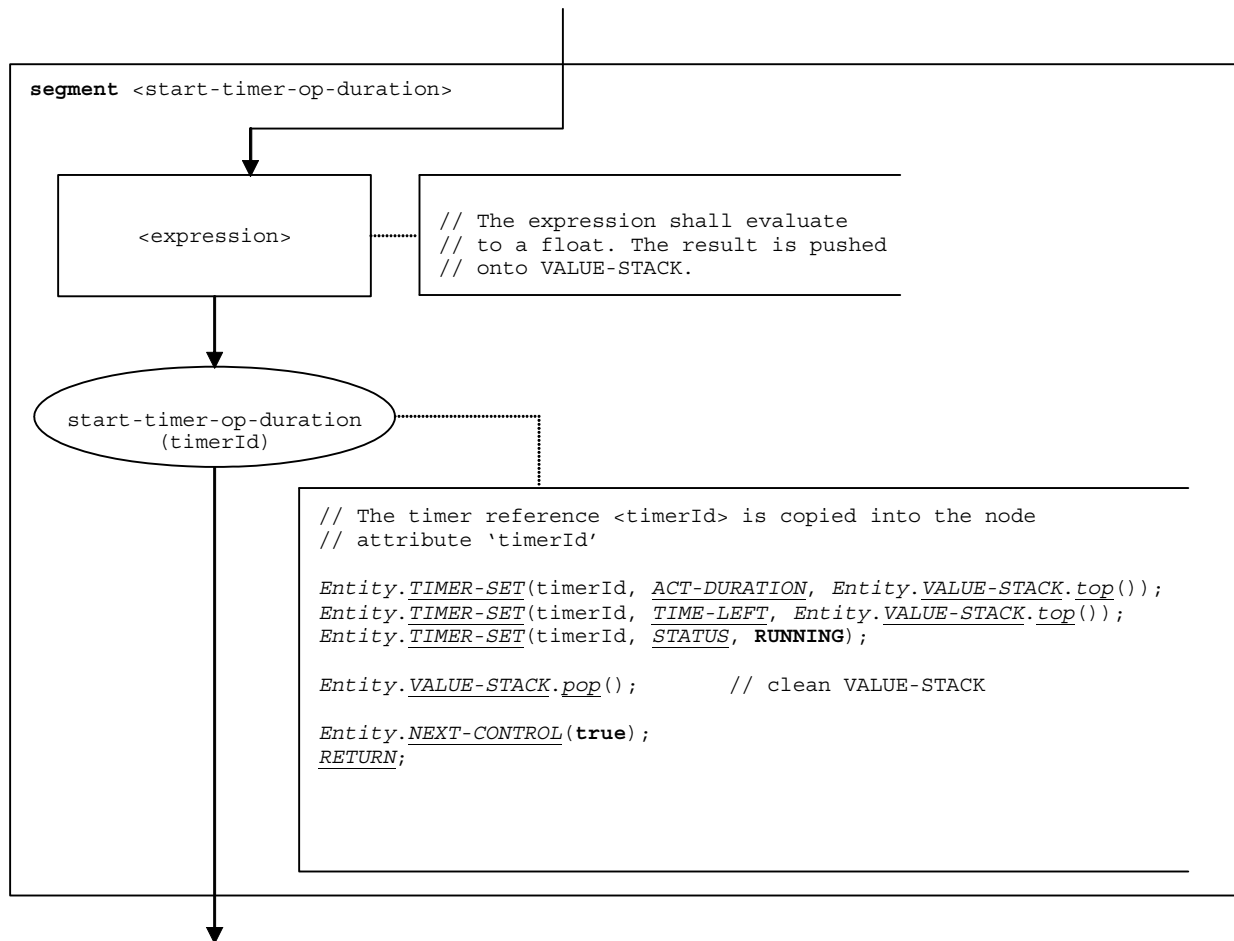 segment <start-timer-op-duration>
<expression>
// The expression shall evaluate
// to a float. The result is pushed
// onto VALUE-STACK.
start-timer-op-duration
(timerId)
// The timer reference <timerId> is copied into the node
// attribute ‘timerId’
Entity.TIMER-SET(timerId, ACT-DURATION, Entity.VALUE-STACK.top());
Entity.TIMER-SET(timerId, TIME-LEFT, Entity.VALUE-STACK.top());
Entity.TIMER-SET(timerId, STATUS, RUNNING);
Entity.VALUE-STACK.pop(); // clean VALUE-STACK
Entity.NEXT-CONTROL(true);
RETURN;